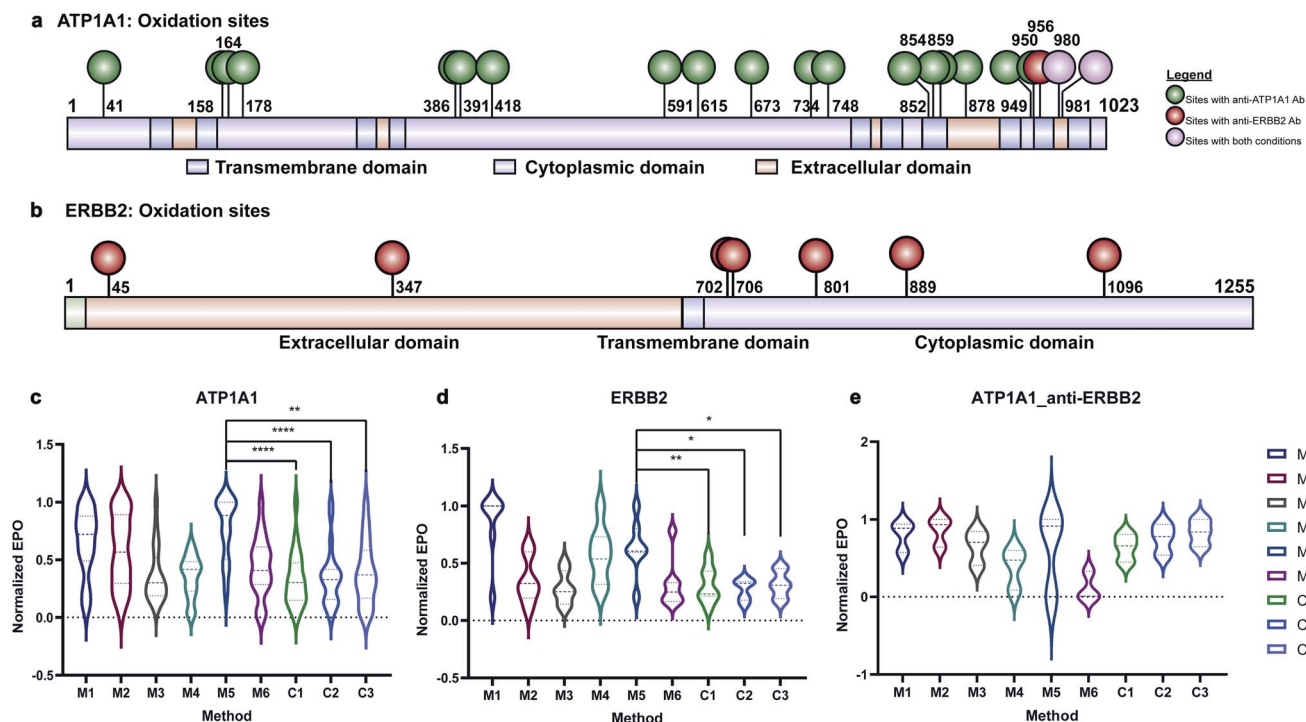 a ATP1A1: Oxidation sites
164
854 859
950
956
980
1
41
158
178
386
391
418
591
615
673
734
748
852
878
949
981
1023
Legend
Sites with anti-ATP1A1 Ab
Sites with anti-ERBB2 Ab
Sites with both conditions
Transmembrane domain
Cytoplasmic domain
Extracellular domain
b ERBB2: Oxidation sites
1
45
347
702
706
801
889
1096
1255
Extracellular domain
Transmembrane domain
Cytoplasmic domain
c ATP1A1
**
****
****
Normalized EPO
1.5
1.0
0.5
0.0
-0.5
M1 M2 M3 M4 M5 M6 C1 C2 C3
Method
d ERBB2
*
*
**
Normalized EPO
1.5
1.0
0.5
0.0
-0.5
M1 M2 M3 M4 M5 M6 C1 C2 C3
Method
e ATP1A1_anti-ERBB2
Normalized EPO
2
1
0
-1
M1 M2 M3 M4 M5 M6 C1 C2 C3
Method
M
M
M
M
M
M
C
C
C